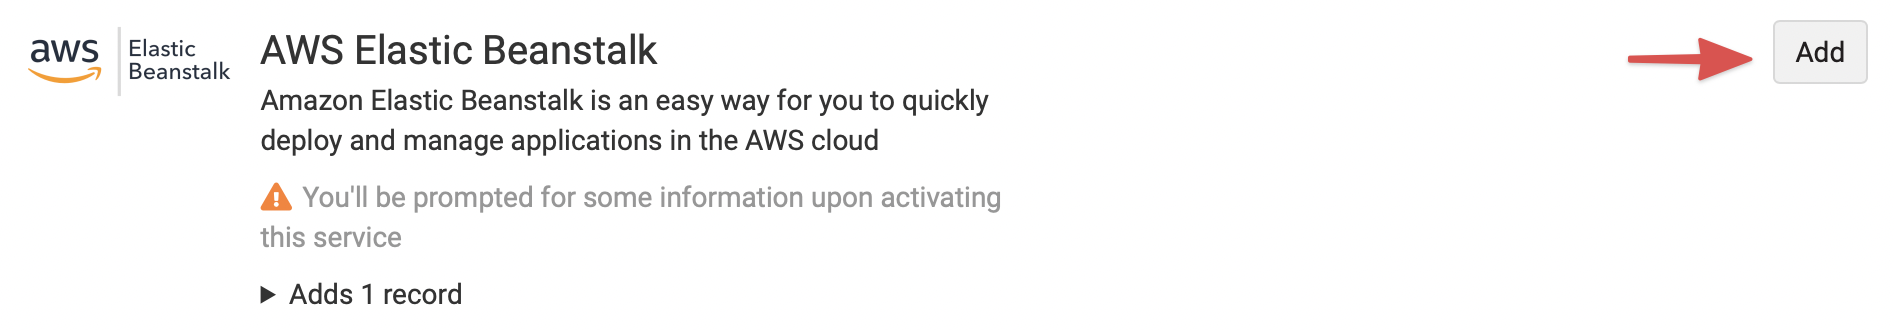 aws
Elastic
Beanstalk
AWS Elastic Beanstalk
Amazon Elastic Beanstalk is an easy way for you to quickly
deploy and manage applications in the AWS cloud
You'll be prompted for some information upon activating
this service
Adds 1 record
Add